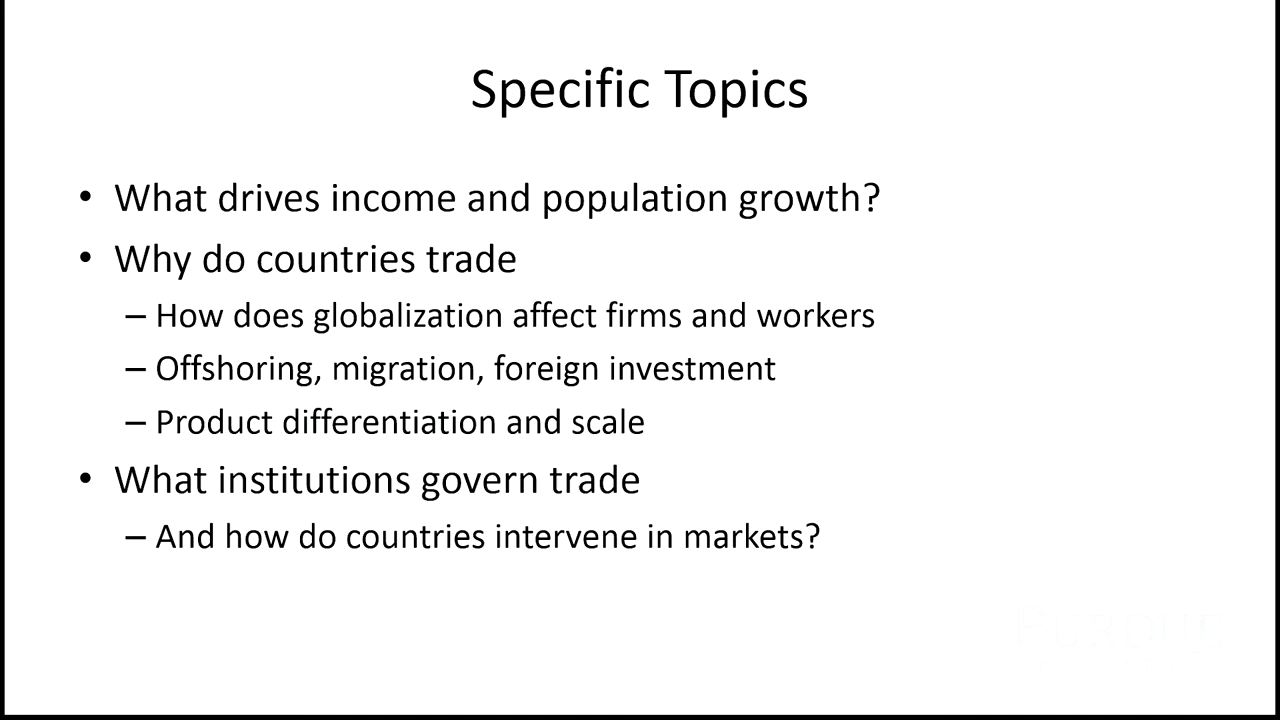 Specific Topics
• What drives income and population growth?
• Why do countries trade
– How does globalization affect firms and workers
– Offshoring, migration, foreign investment
– Product differentiation and scale
• What institutions govern trade
– And how do countries intervene in markets?